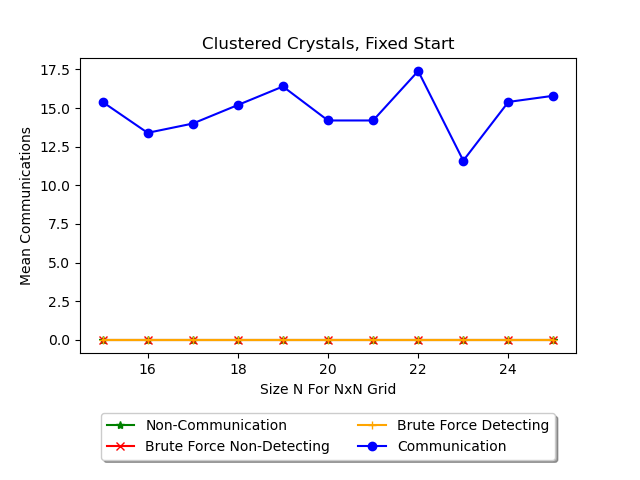 Clustered Crystals, Fixed Start
17.5
15.0
12.5
10.0
7.5
5.0
2.5
0.0
Mean Communications
16 18 20 22 24
Size N For NxN Grid
Non-Communication
Brute Force Non-Detecting
Brute Force Detecting
Communication